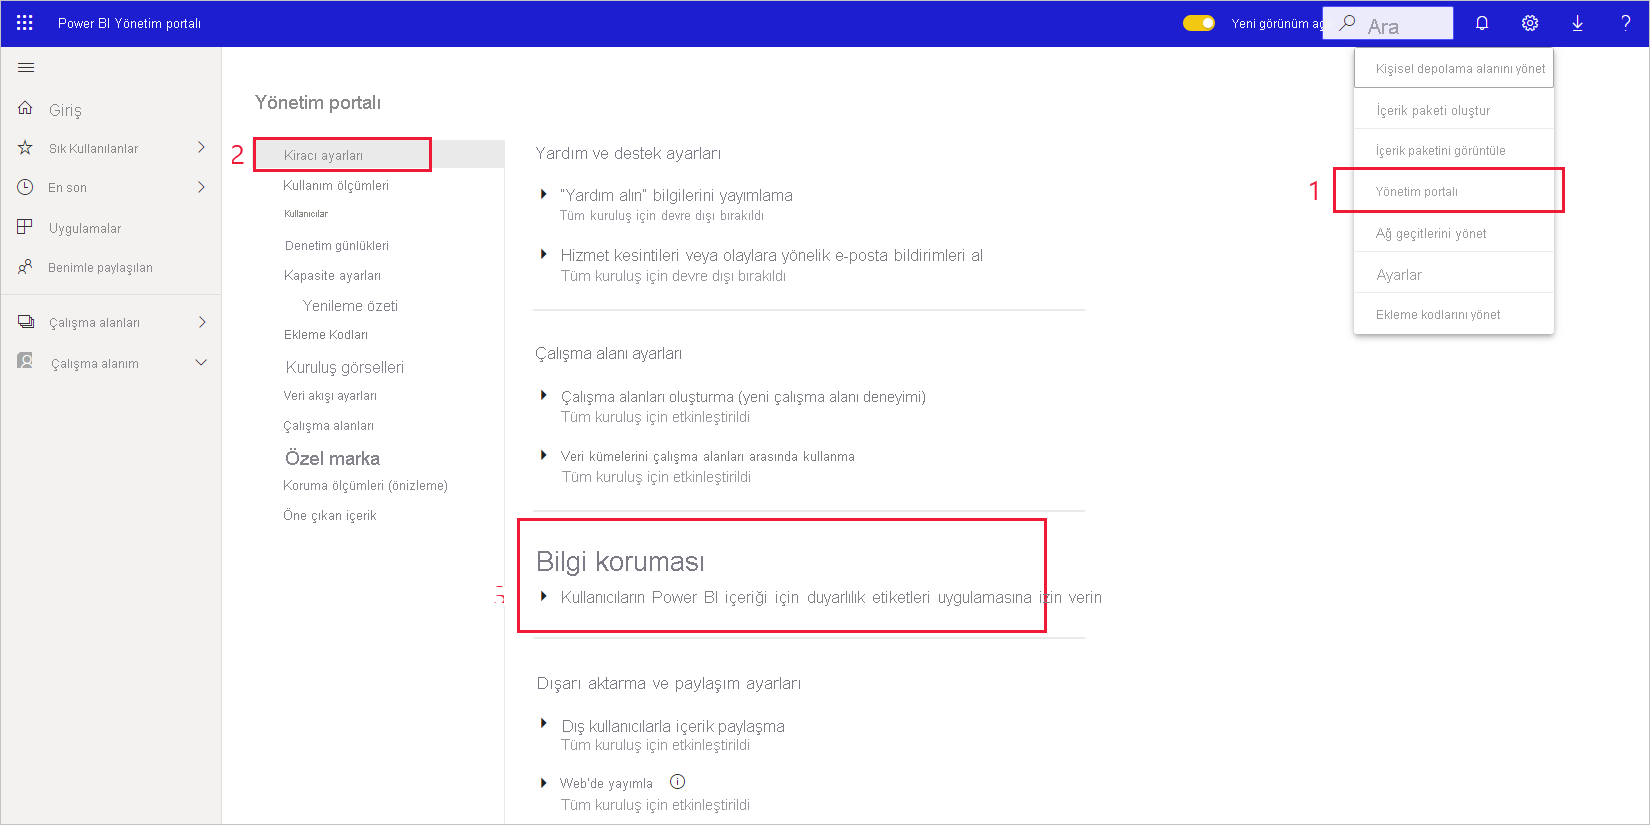 Power BI Yönetim portalı
Yeni görünüm aç
Ara
Giriş
Sık Kullanılanlar
En son
Uygulamalar
Benimle paylaşılan
Çalışma alanları
Çalışma alanım
Yönetim portalı
2
Kiracı ayarları
Kullanım ölçümleri
Kullanıcılar
Denetim günlükleri
Kapasite ayarları
Yenileme özeti
Ekleme Kodları
Kuruluş görselleri
Veri akışı ayarları
Çalışma alanları
Özel marka
Koruma ölçümleri (önizleme)
Öne çıkan içerik
Yardım ve destek ayarları
"Yardım alın" bilgilerini yayımlama
Tüm kuruluş için devre dışı bırakıldı
Hizmet kesintileri veya olaylara yönelik e-posta bildirimleri al
Tüm kuruluş için devre dışı bırakıldı
Çalışma alanı ayarları
Çalışma alanları oluşturma (yeni çalışma alanı deneyimi)
Tüm kuruluş için etkinleştirildi
Veri kümelerini çalışma alanları arasında kullanma
Tüm kuruluş için etkinleştirildi
Bilgi koruması
Kullanıcıların Power BI içeriği için duyarlılık etiketleri uygulamasına izin verin
Dışarı aktarma ve paylaşım ayarları
Dış kullanıcılarla içerik paylaşma
Tüm kuruluş için etkinleştirildi
Web'de yayımla
Tüm kuruluş için etkinleştirildi
Kişisel depolama alanını yönet
İçerik paketi oluştur
İçerik paketini görüntüle
1
Yönetim portalı
Ağ geçitlerini yönet
Ayarlar
Ekleme kodlarını yönet